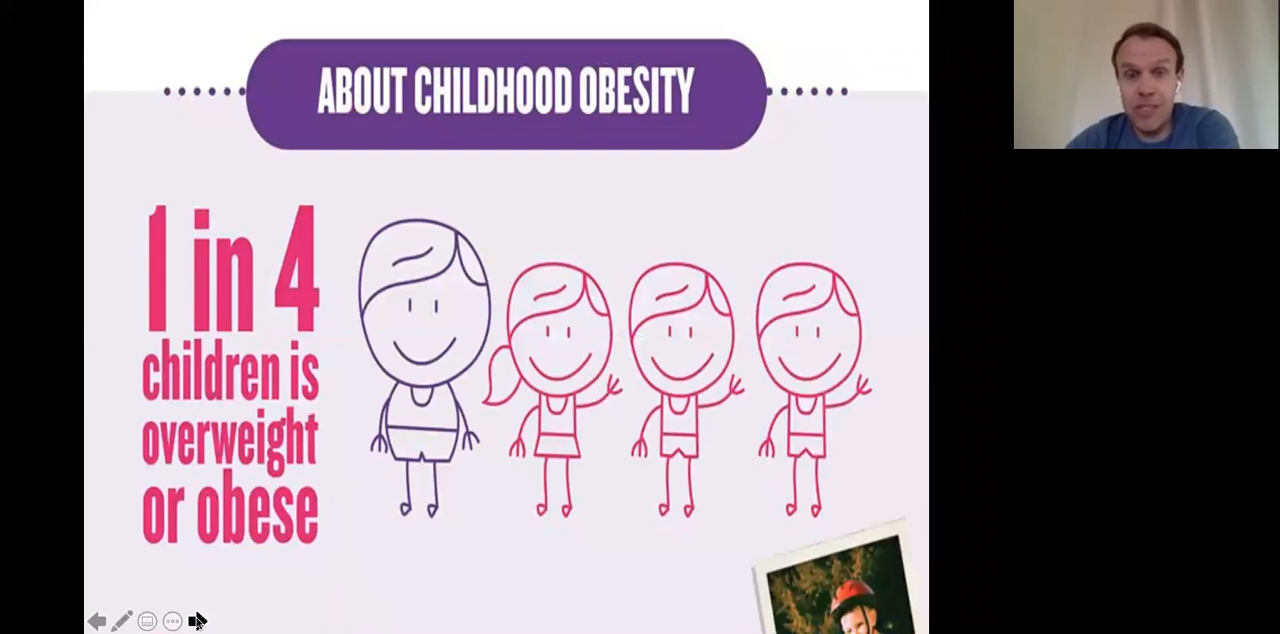 ABOUT CHILDHOOD OBESITY
1 in 4
children is
overweight
or obese